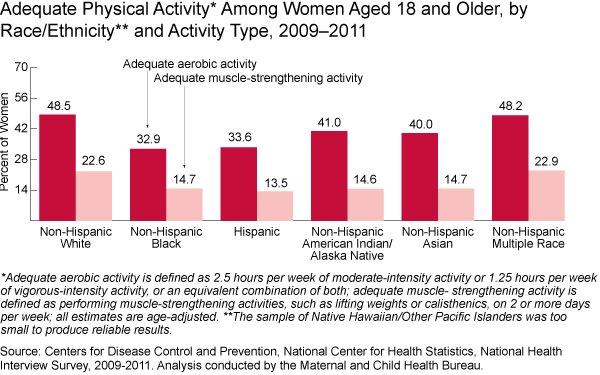 Adequate Physical Activity* Among Women Aged 18 and Older, by
Race/Ethnicity** and Activity Type, 2009–2011
Percent of Women
70
56
42
28
14
Adequate aerobic activity
Adequate muscle-strengthening activity
48.5
22.6
32.9
14.7
33.6
13.5
41.0
14.6
40.0
14.7
48.2
22.9
Non-Hispanic
White
Non-Hispanic
Black
Hispanic
Non-Hispanic
American Indian/
Alaska Native
Non-Hispanic
Asian
Non-Hispanic
Multiple Race
*Adequate aerobic activity is defined as 2.5 hours per week of moderate-intensity activity or 1.25 hours per week
of vigorous-intensity activity, or an equivalent combination of both; adequate muscle- strengthening activity is
defined as performing muscle-strengthening activities, such as lifting weights or calisthenics, on 2 or more days
per week; all estimates are age-adjusted. **The sample of Native Hawaiian/Other Pacific Islanders was too
small to produce reliable results.
Source: Centers for Disease Control and Prevention, National Center for Health Statistics, National Health
Interview Survey, 2009-2011. Analysis conducted by the Maternal and Child Health Bureau.